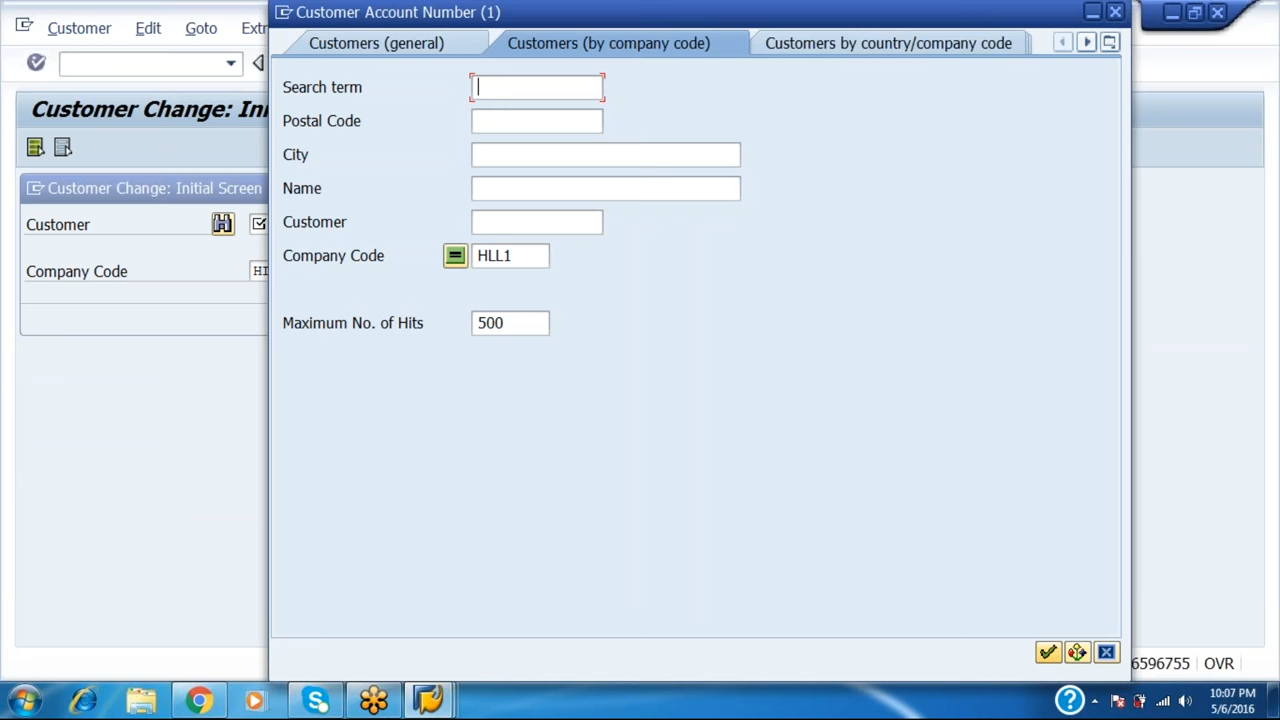 Customer Account Number (1)
Customer Edit Goto Extr
Customers (general) Customers (by company code) Customers by country/company code
Search term
Customer Change: Ini
Postal Code
City
Customer Change: Initial Screen
Name
Customer
Customer
Company Code HLL1
Company Code
Maximum No. of Hits 500
6596755 OVR
10:07 PM
5/6/2016